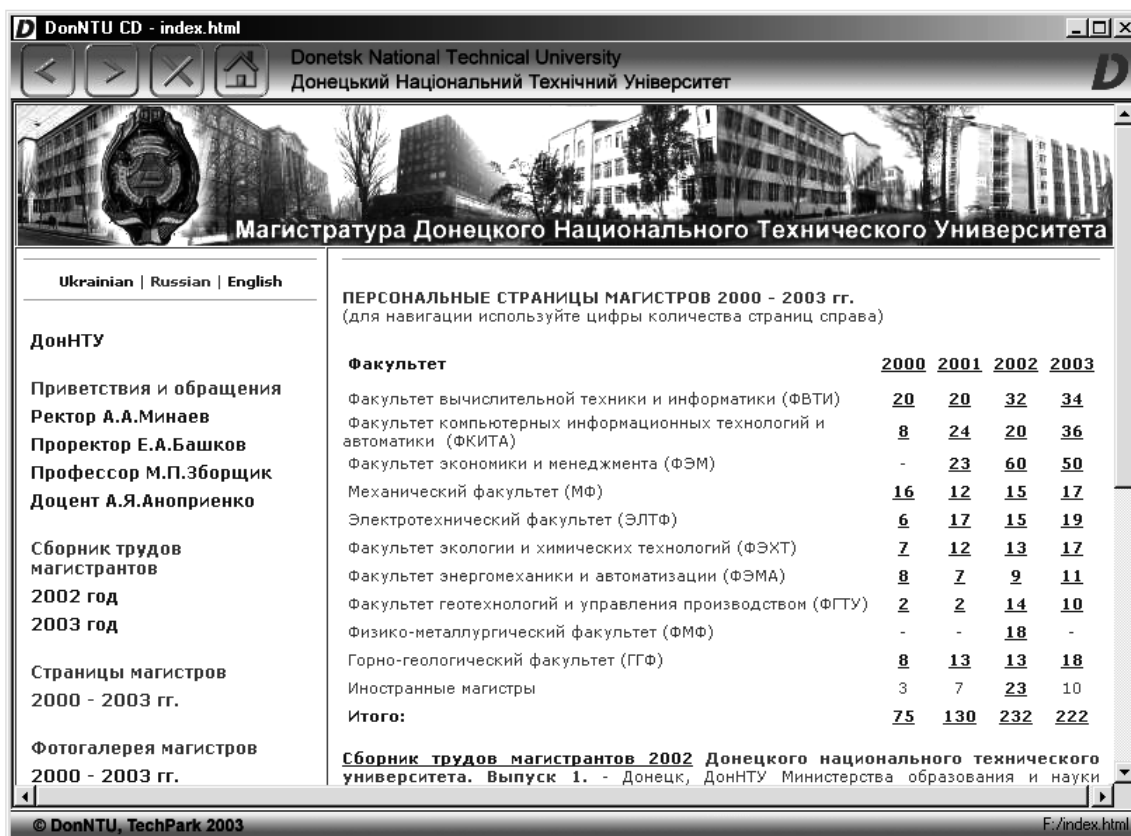 DonNTU CD - index.html
Donetsk National Technical University
Донецький Національний Технічний Університет
Магистратура Донецкого Национального Технического Университета
Ukrainian | Russian | English
ДонНТУ
Приветствия и обращения
Ректор А.А.Минаев
Проректор Е.А.Башков
Профессор М.П.Зборщик
Доцент А.Я.Аноприенко
Сборник трудов
магистрантов
2002 год
2003 год
Страницы магистров
2000 - 2003 гг.
Фотогалерея магистров
2000 - 2003 гг.
ПЕРСОНАЛЬНЫЕ СТРАНИЦЫ МАГИСТРОВ 2000 - 2003 гг.
(для навигации используйте цифры количества страниц справа)
Факультет 2000 2001 2002 2003
Факультет вычислительной техники и информатики (ФВТИ) 20 20 32 34
Факультет компьютерных информационных технологий и
автоматики (ФКИТА) 8 24 20 36
Факультет экономики и менеджмента (ФЭМ) - 23 60 50
Механический факультет (МФ) 16 12 15 17
Электротехнический факультет (ЭЛТФ) 6 17 15 19
Факультет экологии и химических технологий (ФЭХТ) 7 12 13 17
Факультет энергомеханики и автоматизации (ФЭМА) 8 7 9 11
Факультет геотехнологий и управления производством (ФГТУ) 2 2 14 10
Физико-металлургический факультет (ФМФ) - - 18 -
Горно-геологический факультет (ГГФ) 8 13 13 18
Иностранные магистры 3 7 23 10
Итого: 75 130 232 222
Сборник трудов магистрантов 2002 Донецкого национального технического
университета. Выпуск 1. - Донецк, ДонНТУ Министерства образования и науки
© DonNTU, TechPark 2003
F:/index.html